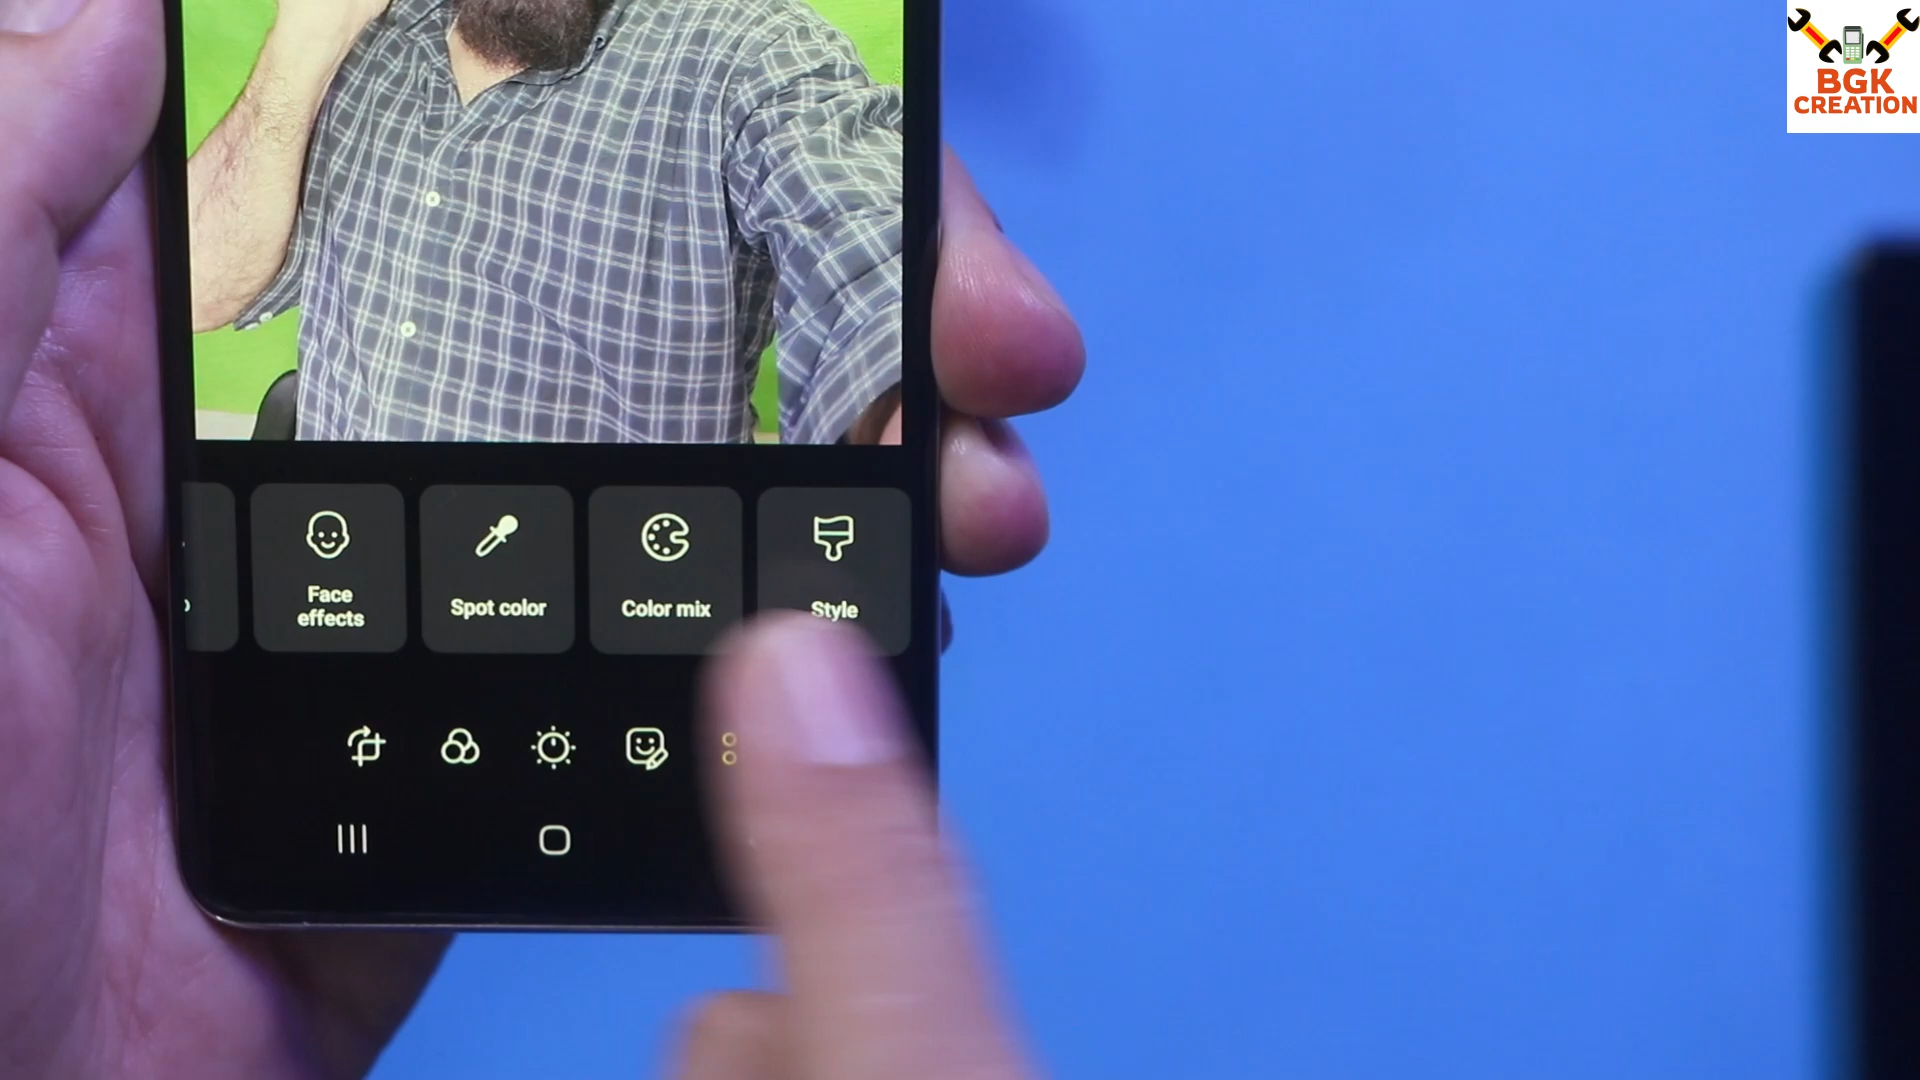 BGK
CREATION
Face
effects
Spot color
Color mix
Style